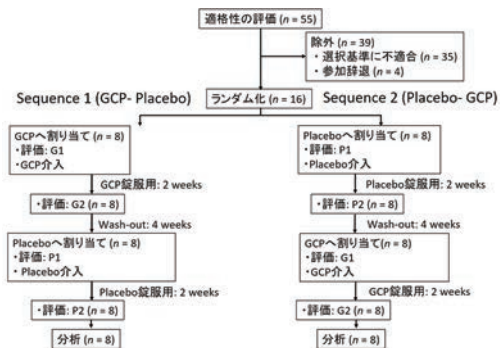 適格性の評価 (n = 55)
除外 (n = 39)
・選択基準に不適合 (n = 35)
・参加辞退 (n = 4)
Sequence 1 (GCP- Placebo)
ランダム化 (n = 16)
Sequence 2 (Placebo- GCP)
GCPへ割り当て (n = 8)
・評価: G1
・GCP介入
GCP錠服用: 2 weeks
・評価: G2 (n = 8)
Wash-out: 4 weeks
Placeboへ割り当て (n = 8)
・評価: P1
・Placebo介入
Placebo錠服用: 2 weeks
・評価: P2 (n = 8)
分析 (n = 8)
Placeboへ割り当て (n = 8)
・評価: P1
・Placebo介入
Placebo錠服用: 2 weeks
・評価: P2 (n = 8)
Wash-out: 4 weeks
GCPへ割り当て(n = 8)
・評価: G1
・GCP介入
GCP錠服用: 2 weeks
・評価: G2 (n = 8)
分析 (n = 8)